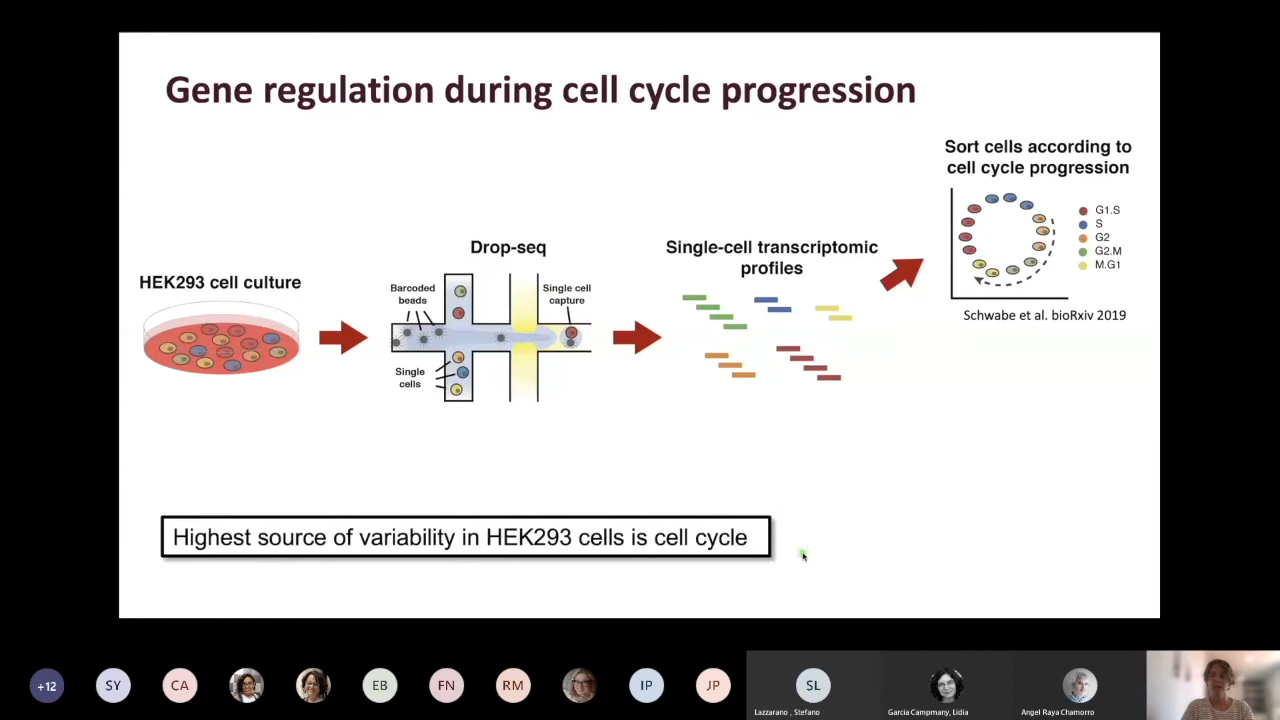 Gene regulation during cell cycle progression
Sort cells according to
cell cycle progression
G1.S
S
G2
G2.M
M.G1
Schwabe et al. bioRxiv 2019
HEK293 cell culture
Drop-seq
Barcoded
beads
Single cell
capture
Single
cells
Single-cell transcriptomic
profiles
Highest source of variability in HEK293 cells is cell cycle
+12
SY
CA
EB
FN
RM
IP
JP
SL
Lazzarano , Stefano
Garcia Campmany, Lidia
Angel Raya Chamorro